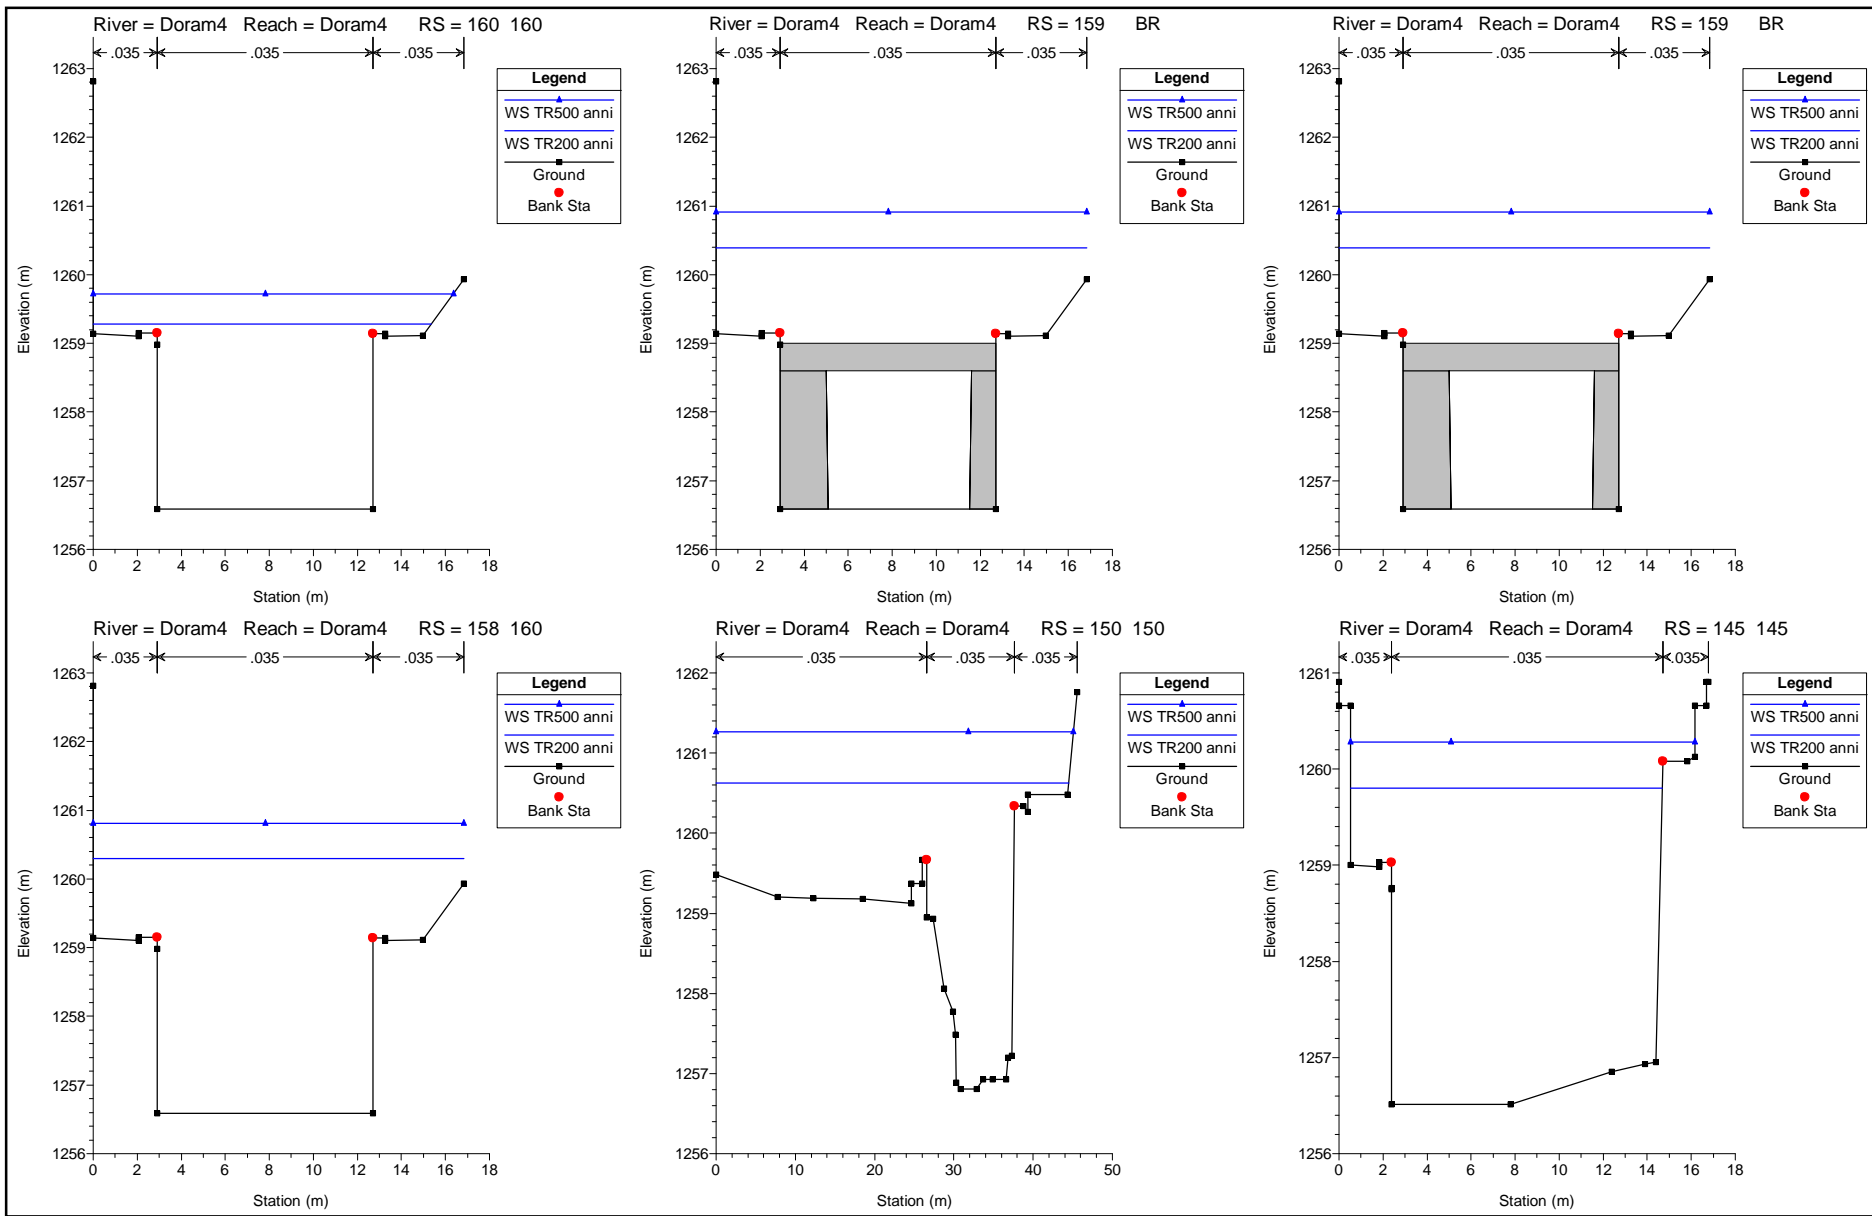 River = Doram4 Reach = Doram4 RS = 160 160
.035 .035 .035
Legend
WS TR500 anni
WS TR200 anni
Ground
Bank Sta
1263
1262
1261
1260
1259
1258
1257
1256
0 2 4 6 8 10 12 14 16 18
Station (m)
Elevation (m)
River = Doram4 Reach = Doram4 RS = 159 BR
.035 .035 .035
Legend
WS TR500 anni
WS TR200 anni
Ground
Bank Sta
1263
1262
1261
1260
1259
1258
1257
1256
0 2 4 6 8 10 12 14 16 18
Station (m)
Elevation (m)
River = Doram4 Reach = Doram4 RS = 159 BR
.035 .035 .035
Legend
WS TR500 anni
WS TR200 anni
Ground
Bank Sta
1263
1262
1261
1260
1259
1258
1257
1256
0 2 4 6 8 10 12 14 16 18
Station (m)
Elevation (m)
River = Doram4 Reach = Doram4 RS = 158 160
.035 .035 .035
Legend
WS TR500 anni
WS TR200 anni
Ground
Bank Sta
1263
1262
1261
1260
1259
1258
1257
1256
0 2 4 6 8 10 12 14 16 18
Station (m)
Elevation (m)
River = Doram4 Reach = Doram4 RS = 150 150
.035 .035 .035
Legend
WS TR500 anni
WS TR200 anni
Ground
Bank Sta
1262
1261
1260
1259
1258
1257
1256
0 10 20 30 40 50
Station (m)
Elevation (m)
River = Doram4 Reach = Doram4 RS = 145 145
.035 .035 .035
Legend
WS TR500 anni
WS TR200 anni
Ground
Bank Sta
1261
1260
1259
1258
1257
1256
0 2 4 6 8 10 12 14 16 18
Station (m)
Elevation (m)